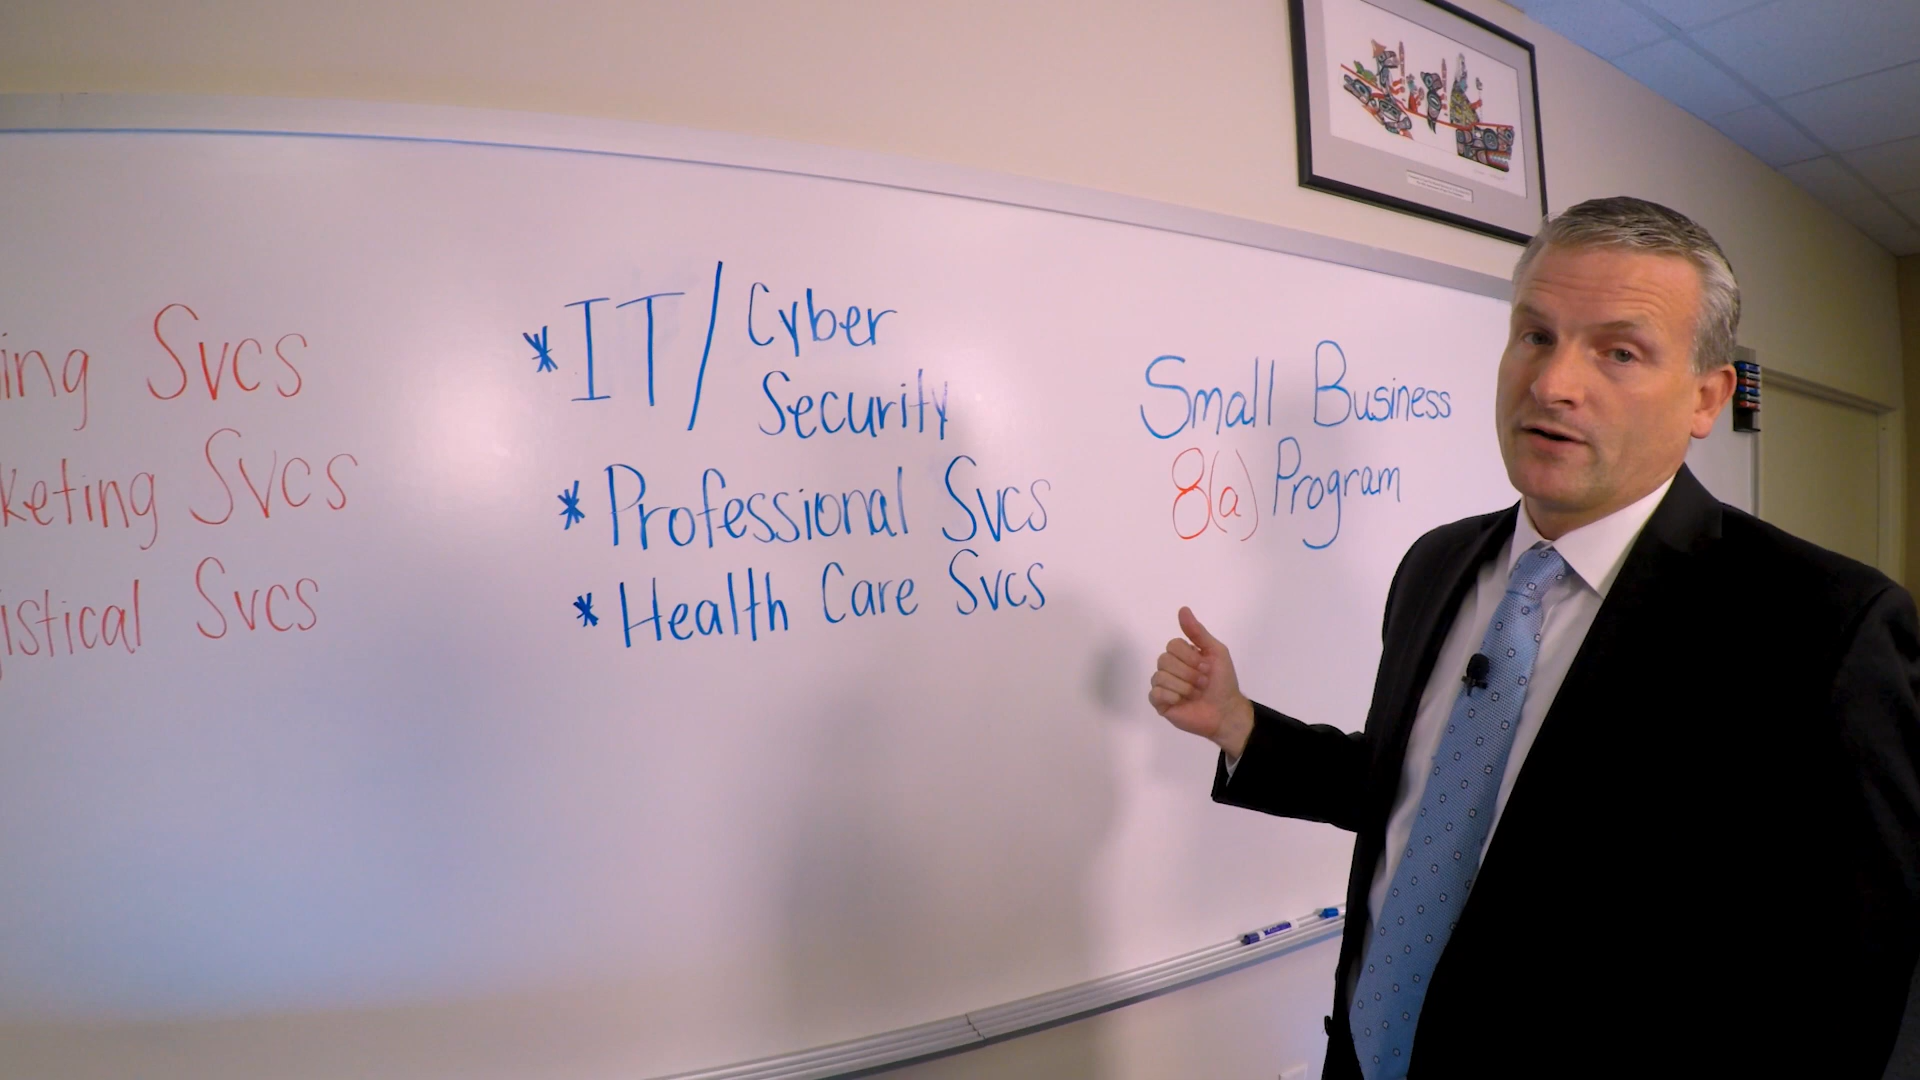 ing Svcs
keting Svcs
istical Svcs
*IT/ Cyber
Security
* Professional Svcs
* Health Care Svcs
Small Business
8(a) Program